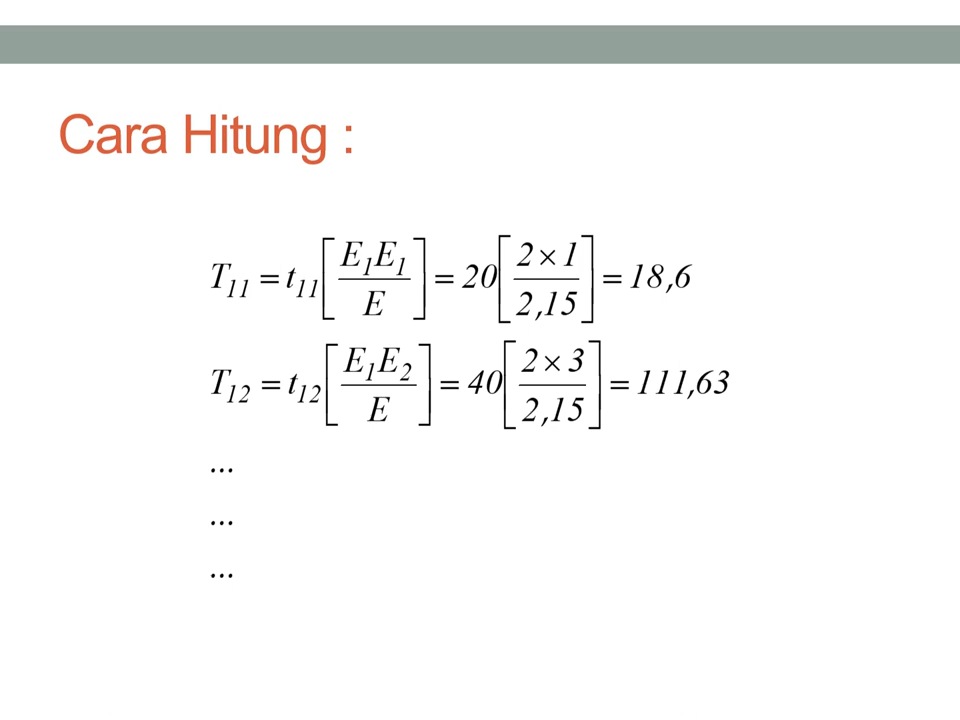 Cara Hitung :
T₁₁ = t₁₁ [ E₁E₁ / E ] = 20 [ 2 × 1 / 2,15 ] = 18,6
T₁₂ = t₁₂ [ E₁E₂ / E ] = 40 [ 2 × 3 / 2,15 ] = 111,63
...
...
...